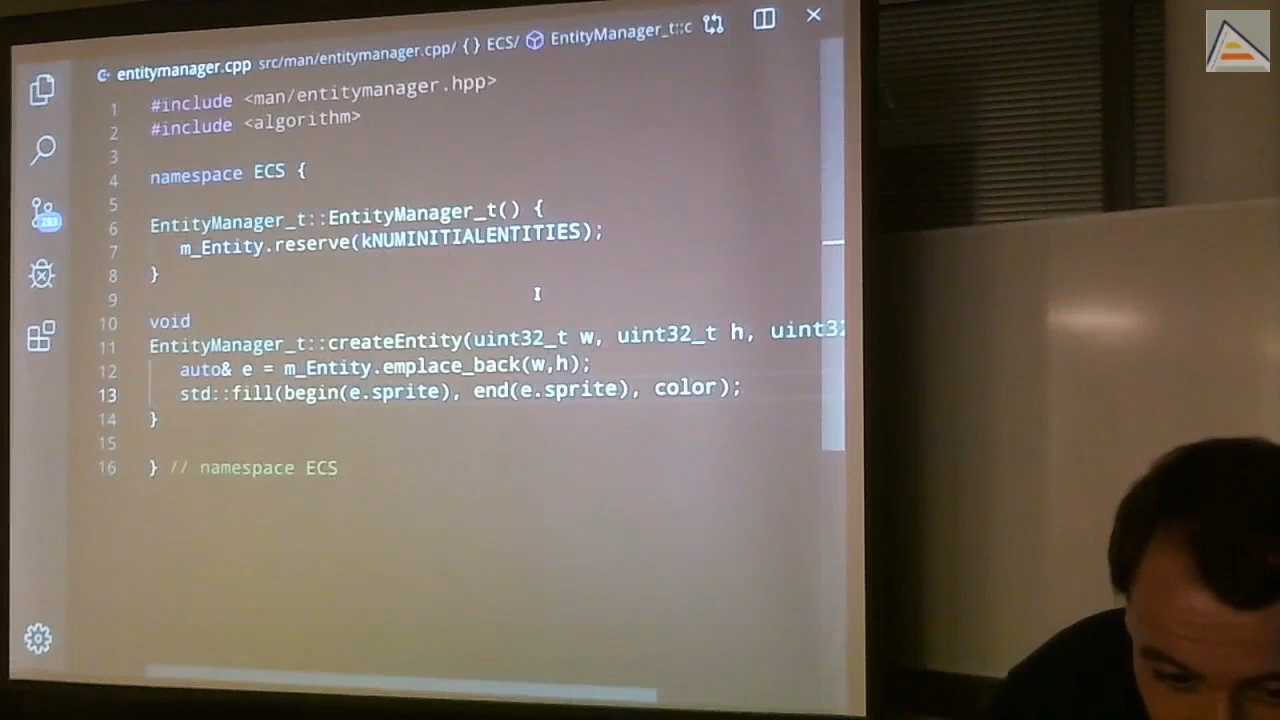 entitymanager.cpp src/man/entitymanager.cpp/ { } ECS/ EntityManager_t::c
1 #include <man/entitymanager.hpp>
2 #include <algorithm>
3
4 namespace ECS {
5
6 EntityManager_t::EntityManager_t() {
7 m_Entity.reserve(kNUMINITIALENTITIES);
8 }
9
10 void
11 EntityManager_t::createEntity(uint32_t w, uint32_t h, uint32
12 auto& e = m_Entity.emplace_back(w,h);
13 std::fill(begin(e.sprite), end(e.sprite), color);
14 }
15
16 } // namespace ECS